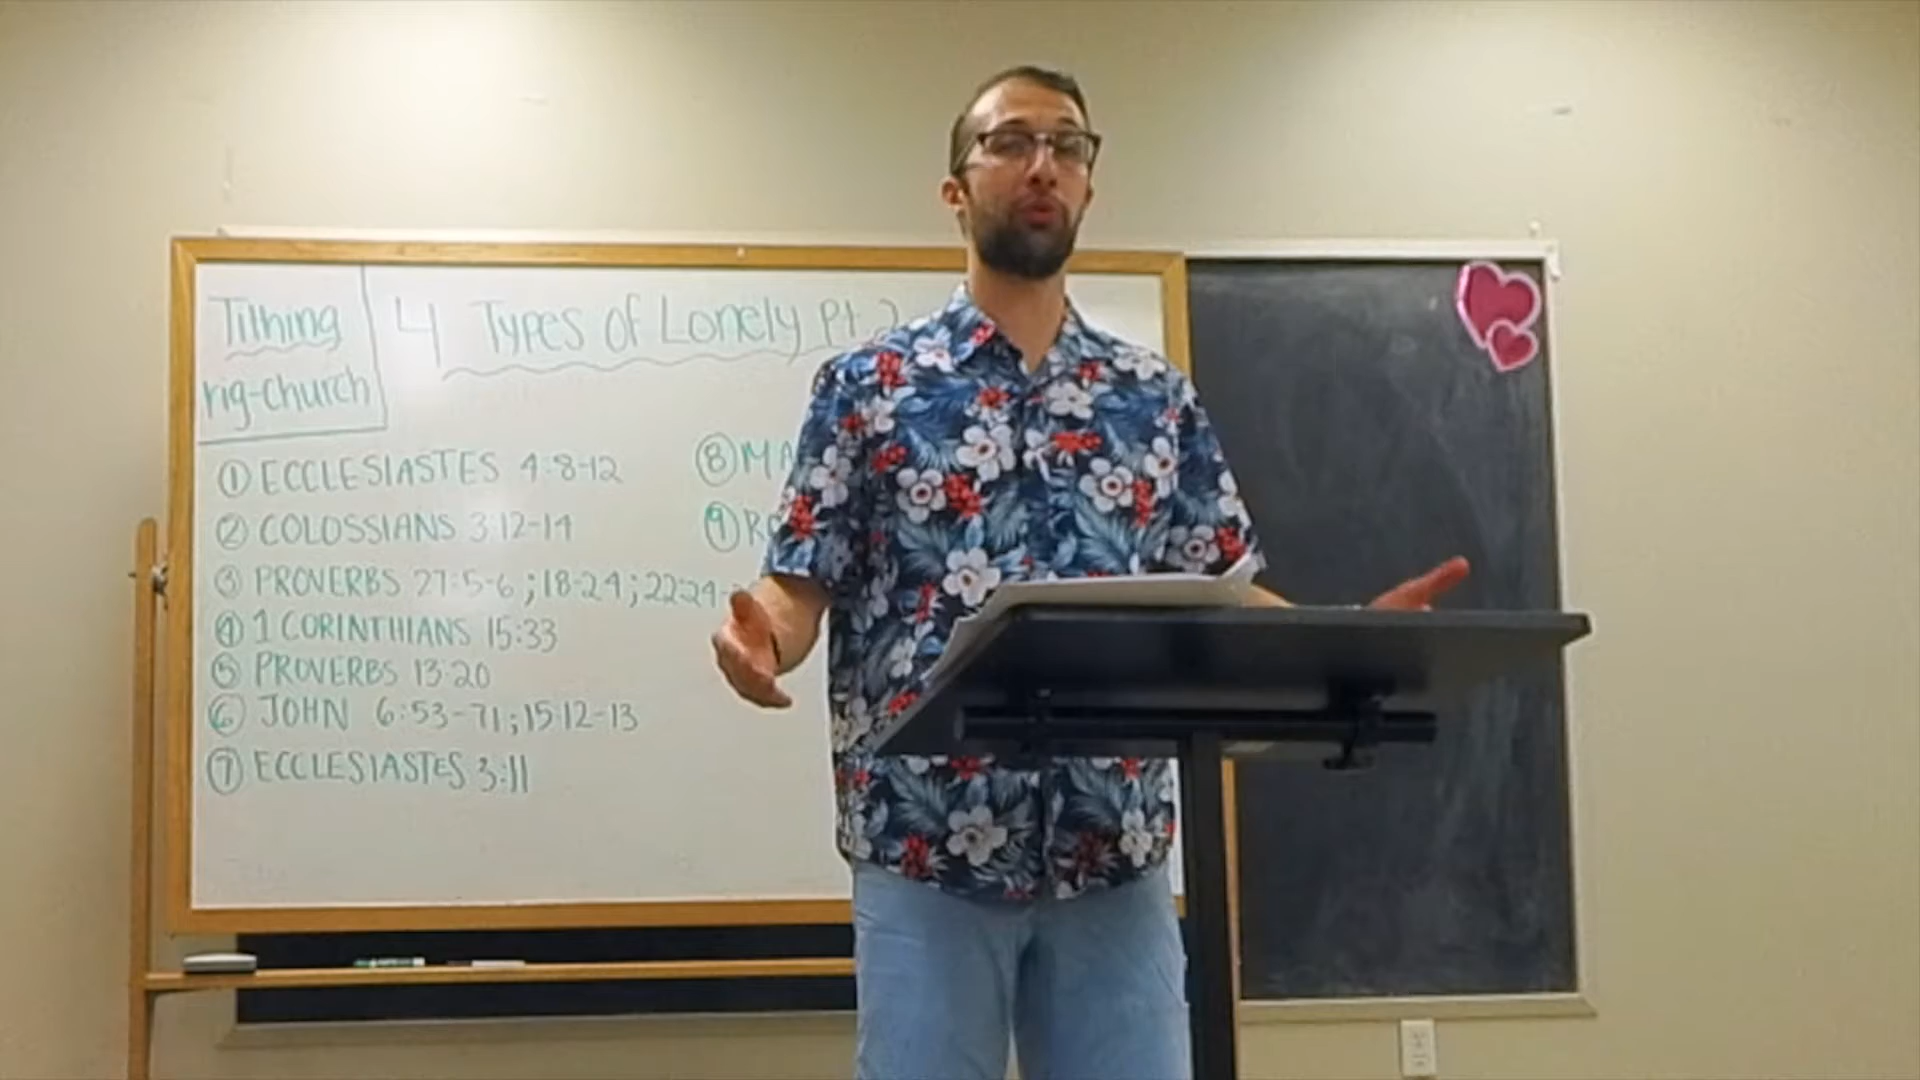 Tithing
rig-church
4 Types of Lonely Pt. 2
① ECCLESIASTES 4:8-12
② COLOSSIANS 3:12-14
③ PROVERBS 27:5-6; 18:24; 22:24-
④ 1 CORINTHIANS 15:33
⑤ PROVERBS 13:20
⑥ JOHN 6:53-71; 15:12-13
⑦ ECCLESIASTES 3:11
⑧ MA
⑨ RO